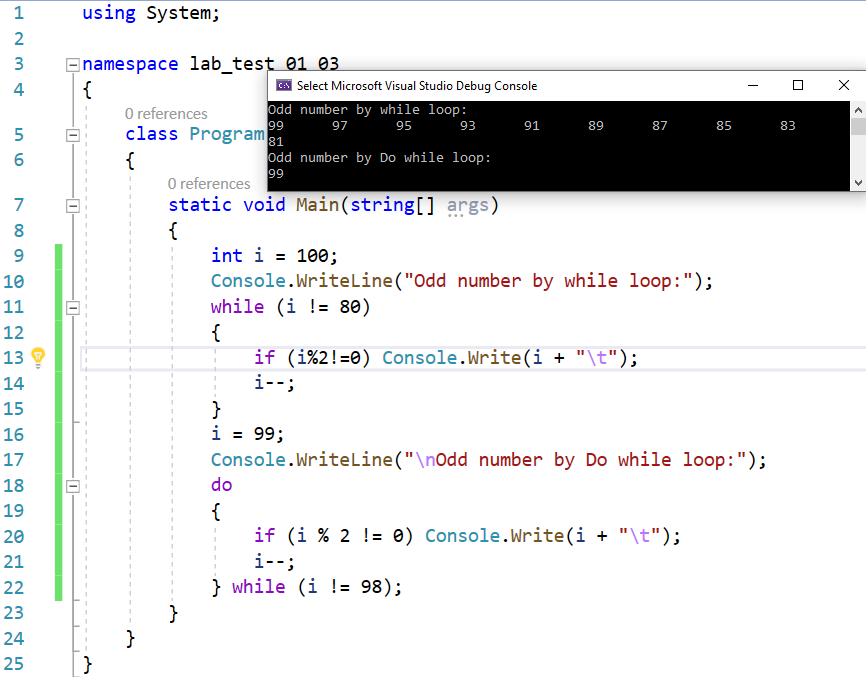 1 using System;
2
3 namespace lab_test_01_03
4 {
0 references
5 class Program
6 {
0 references
7 static void Main(string[] args)
8 {
9 int i = 100;
10 Console.WriteLine("Odd number by while loop:");
11 while (i != 80)
12 {
13 if (i%2!=0) Console.Write(i + "\t");
14 i--;
15 }
16 i = 99;
17 Console.WriteLine("\nOdd number by Do while loop:");
18 do
19 {
20 if (i % 2 != 0) Console.Write(i + "\t");
21 i--;
22 } while (i != 98);
23 }
24 }
25 }
C:\ Select Microsoft Visual Studio Debug Console
Odd number by while loop:
99 97 95 93 91 89 87 85 83
81
Odd number by Do while loop:
99